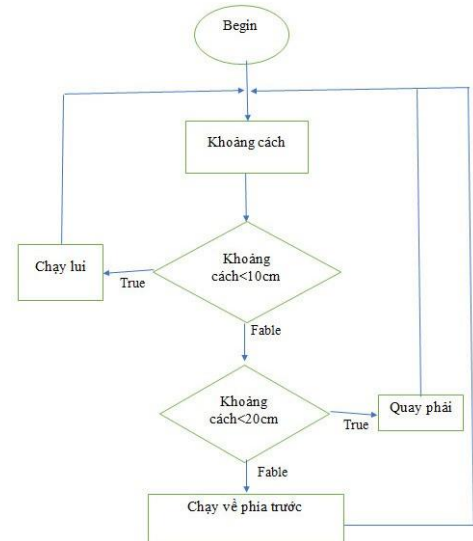 Begin
Khoảng cách
Khoảng
cách<10cm
Chạy lui
True
Fable
Khoảng
cách<20cm
Quay phải
True
Fable
Chạy về phía trước